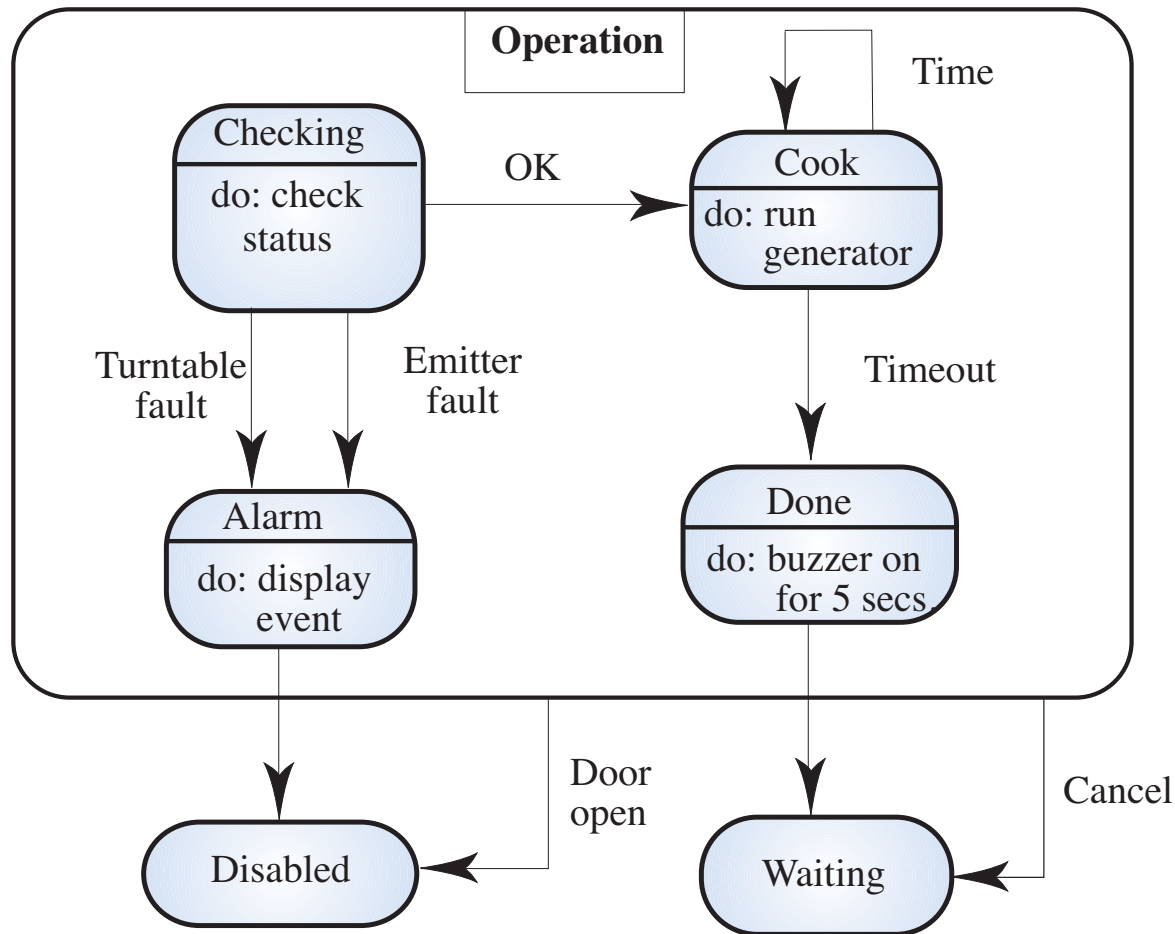 Operation
Time
Checking
do: check
status
OK
Cook
do: run
generator
Turntable
fault
Emitter
fault
Timeout
Alarm
do: display
event
Done
do: buzzer on
for 5 secs.
Door
open
Cancel
Disabled
Waiting